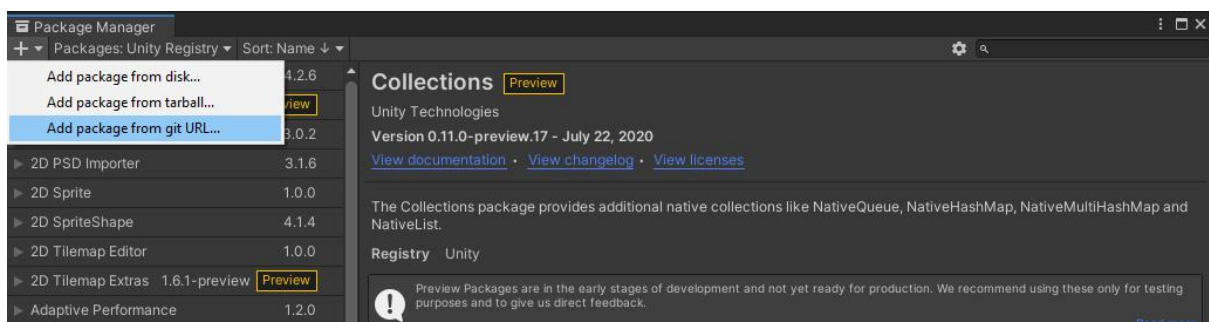 Package Manager
Packages: Unity Registry Sort: Name ↓
Add package from disk...
4.2.6
Add package from tarball...
view
Add package from git URL...
3.0.2
2D PSD Importer 3.1.6
2D Sprite 1.0.0
2D SpriteShape 4.1.4
2D Tilemap Editor 1.0.0
2D Tilemap Extras 1.6.1-preview Preview
Adaptive Performance 1.2.0
Collections Preview
Unity Technologies
Version 0.11.0-preview.17 - July 22, 2020
View documentation • View changelog • View licenses
The Collections package provides additional native collections like NativeQueue, NativeHashMap, NativeMultiHashMap and
NativeList.
Registry Unity
Preview Packages are in the early stages of development and not yet ready for production. We recommend using these only for testing
purposes and to give us direct feedback.